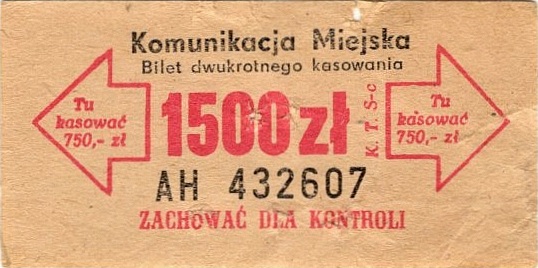 Komunikacja Miejska
Bilet dwukrotnego kasowania
Tu
kasować
750,- zł
1500 zł
K. T. S-c
Tu
kasować
750,- zł
AH 432607
ZACHOWAĆ DLA KONTROLI